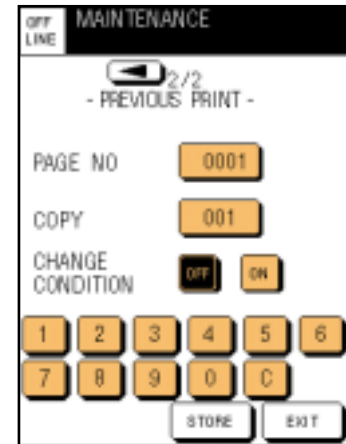 OFF LINE MAINTENANCE
2/2
- PREVIOUS PRINT -
PAGE NO 0001
COPY 001
CHANGE CONDITION OFF ON
1 2 3 4 5 6
7 8 9 0 C
STORE EXIT